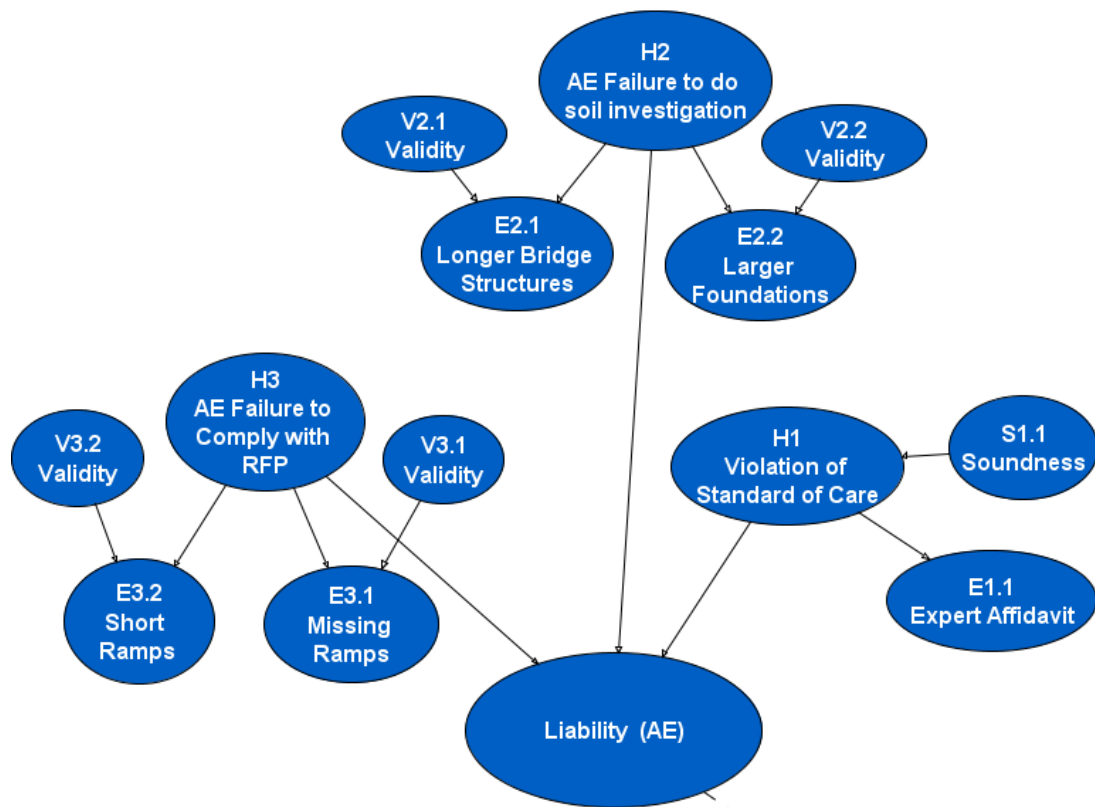 H2
AE Failure to do
soil investigation
V2.1
Validity
V2.2
Validity
E2.1
Longer Bridge
Structures
E2.2
Larger
Foundations
H3
AE Failure to
Comply with
RFP
V3.2
Validity
V3.1
Validity
H1
Violation of
Standard of Care
S1.1
Soundness
E3.2
Short
Ramps
E3.1
Missing
Ramps
E1.1
Expert Affidavit
Liability (AE)